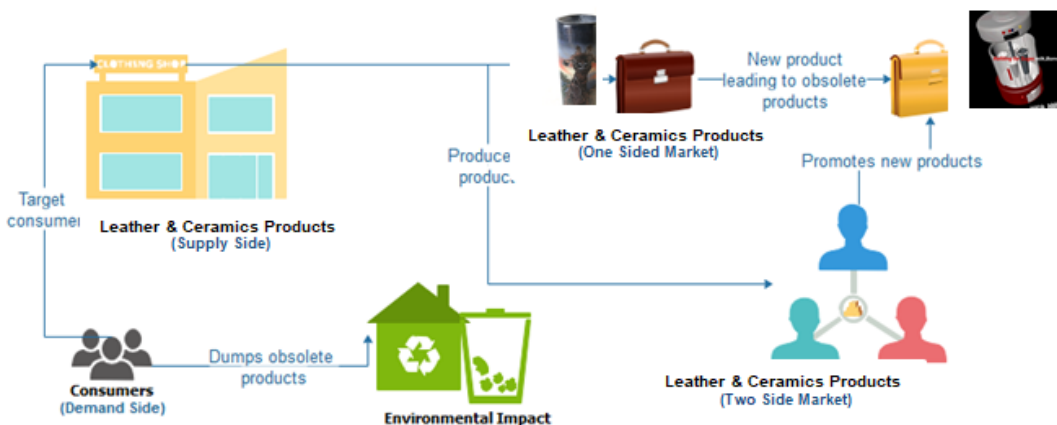 CLOTHING SHOP
New product
leading to obsolete
products
Leather & Ceramics Products
(One Sided Market)
Produce
produc
Promotes new products
Target
consumer
Leather & Ceramics Products
(Supply Side)
Dumps obsolete
products
Consumers
(Demand Side)
Environmental Impact
Leather & Ceramics Products
(Two Side Market)